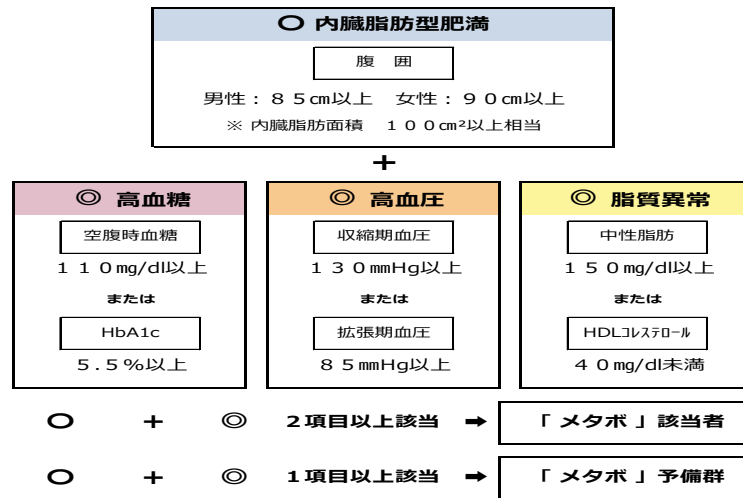 ○ 内臓脂肪型肥満
腹 囲
男性：８５㎝以上 女性：９０㎝以上
※ 内臓脂肪面積 １００㎝²以上相当
＋
◎ 高血糖
空腹時血糖
１１０mg/dl以上
または
HbA1c
５.５％以上
◎ 高血圧
収縮期血圧
１３０mmHg以上
または
拡張期血圧
８５mmHg以上
◎ 脂質異常
中性脂肪
１５０mg/dl以上
または
HDLｺﾚｽﾃﾛｰﾙ
４０mg/dl未満
○ ＋ ◎ ２項目以上該当 ➡ 「 メタボ 」該当者
○ ＋ ◎ １項目以上該当 ➡ 「 メタボ 」予備群